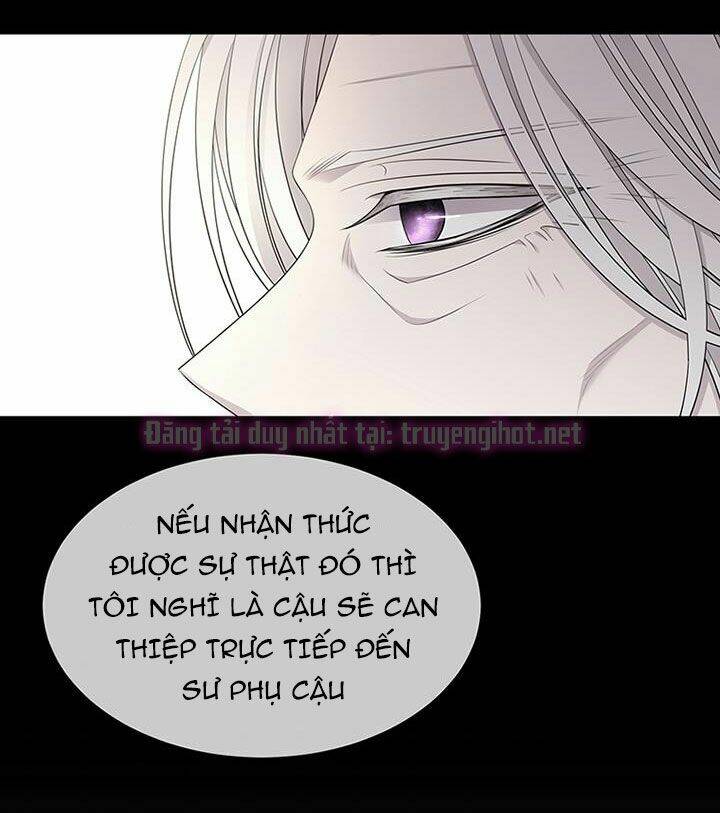 Đăng tải duy nhất tại: truyengihot.net
NẾU NHẬN THỨC
ĐƯỢC SỰ THẬT ĐÓ THÌ
TÔI NGHĨ LÀ CẬU SẼ CAN
THIỆP TRỰC TIẾP ĐẾN
SƯ PHỤ CẬU